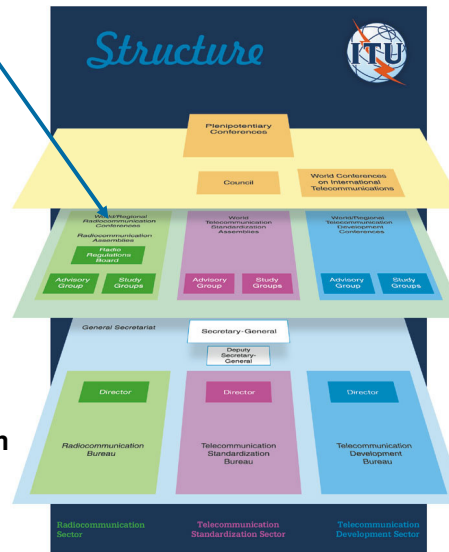 Structure
ITU
Plenipotentiary
Conferences
Council
World Conferences
on International
Telecommunications
World/Regional
Radiocommunication
Conferences
Radiocommunication
Assemblies
Radio
Regulations
Board
Advisory
Group
Study
Groups
World
Telecommunication
Standardization
Assemblies
Advisory
Group
Study
Groups
World/Regional
Telecommunication
Development
Conferences
Advisory
Group
Study
Groups
General Secretariat
Secretary-General
Deputy
Secretary-
General
Director
Radiocommunication
Bureau
Director
Telecommunication
Standardization
Bureau
Director
Telecommunication
Development
Bureau
n
Radiocommunication
Sector
Telecommunication
Standardization Sector
Telecommunication
Development Sector